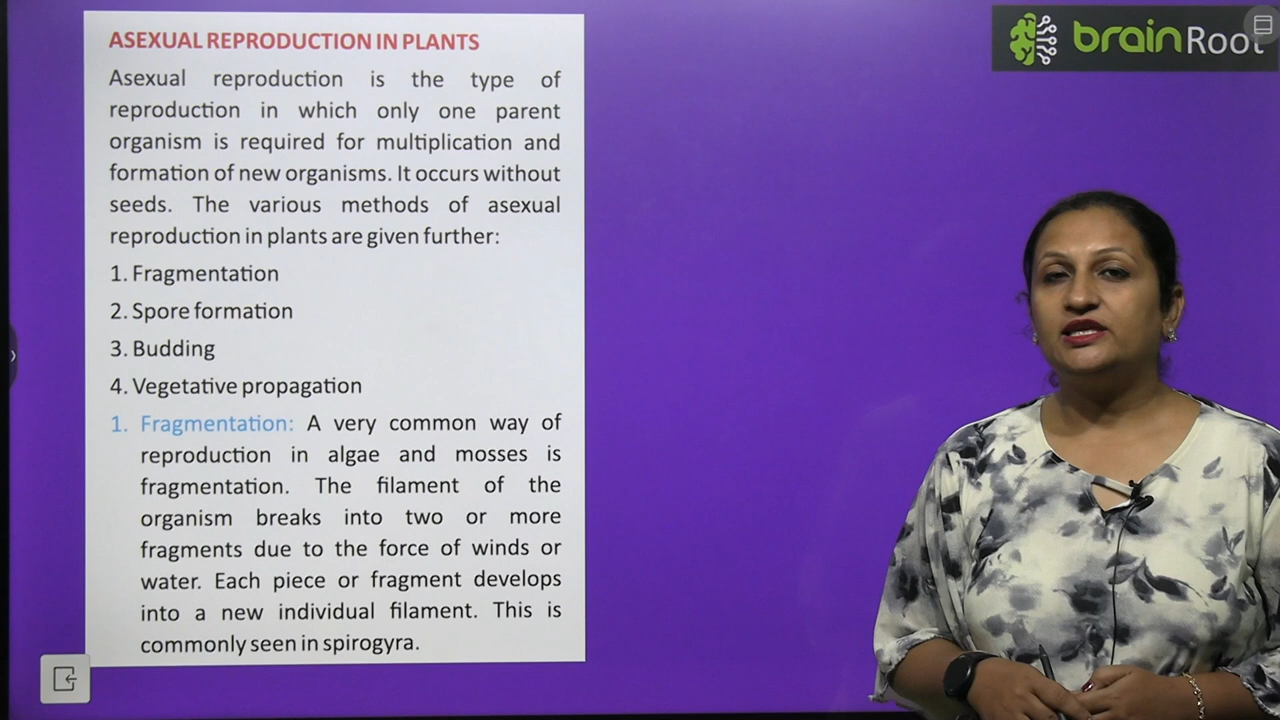 ASEXUAL REPRODUCTION IN PLANTS
Asexual reproduction is the type of
reproduction in which only one parent
organism is required for multiplication and
formation of new organisms. It occurs without
seeds. The various methods of asexual
reproduction in plants are given further:
1. Fragmentation
2. Spore formation
3. Budding
4. Vegetative propagation
1. Fragmentation: A very common way of
reproduction in algae and mosses is
fragmentation. The filament of the
organism breaks into two or more
fragments due to the force of winds or
water. Each piece or fragment develops
into a new individual filament. This is
commonly seen in spirogyra.
brainRoot